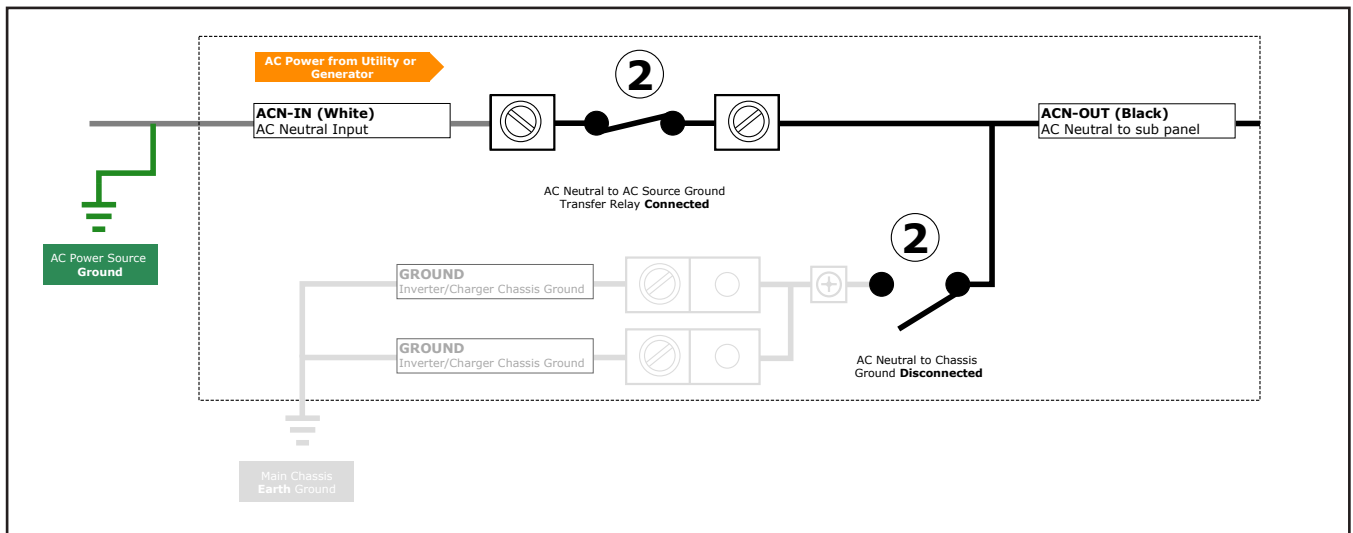 AC Power from Utility or
Generator
2
ACN-IN (White)
AC Neutral Input
ACN-OUT (Black)
AC Neutral to sub panel
AC Neutral to AC Source Ground
Transfer Relay Connected
2
AC Power Source
Ground
GROUND
Inverter/Charger Chassis Ground
GROUND
Inverter/Charger Chassis Ground
AC Neutral to Chassis
Ground Disconnected
Main Chassis
Earth Ground